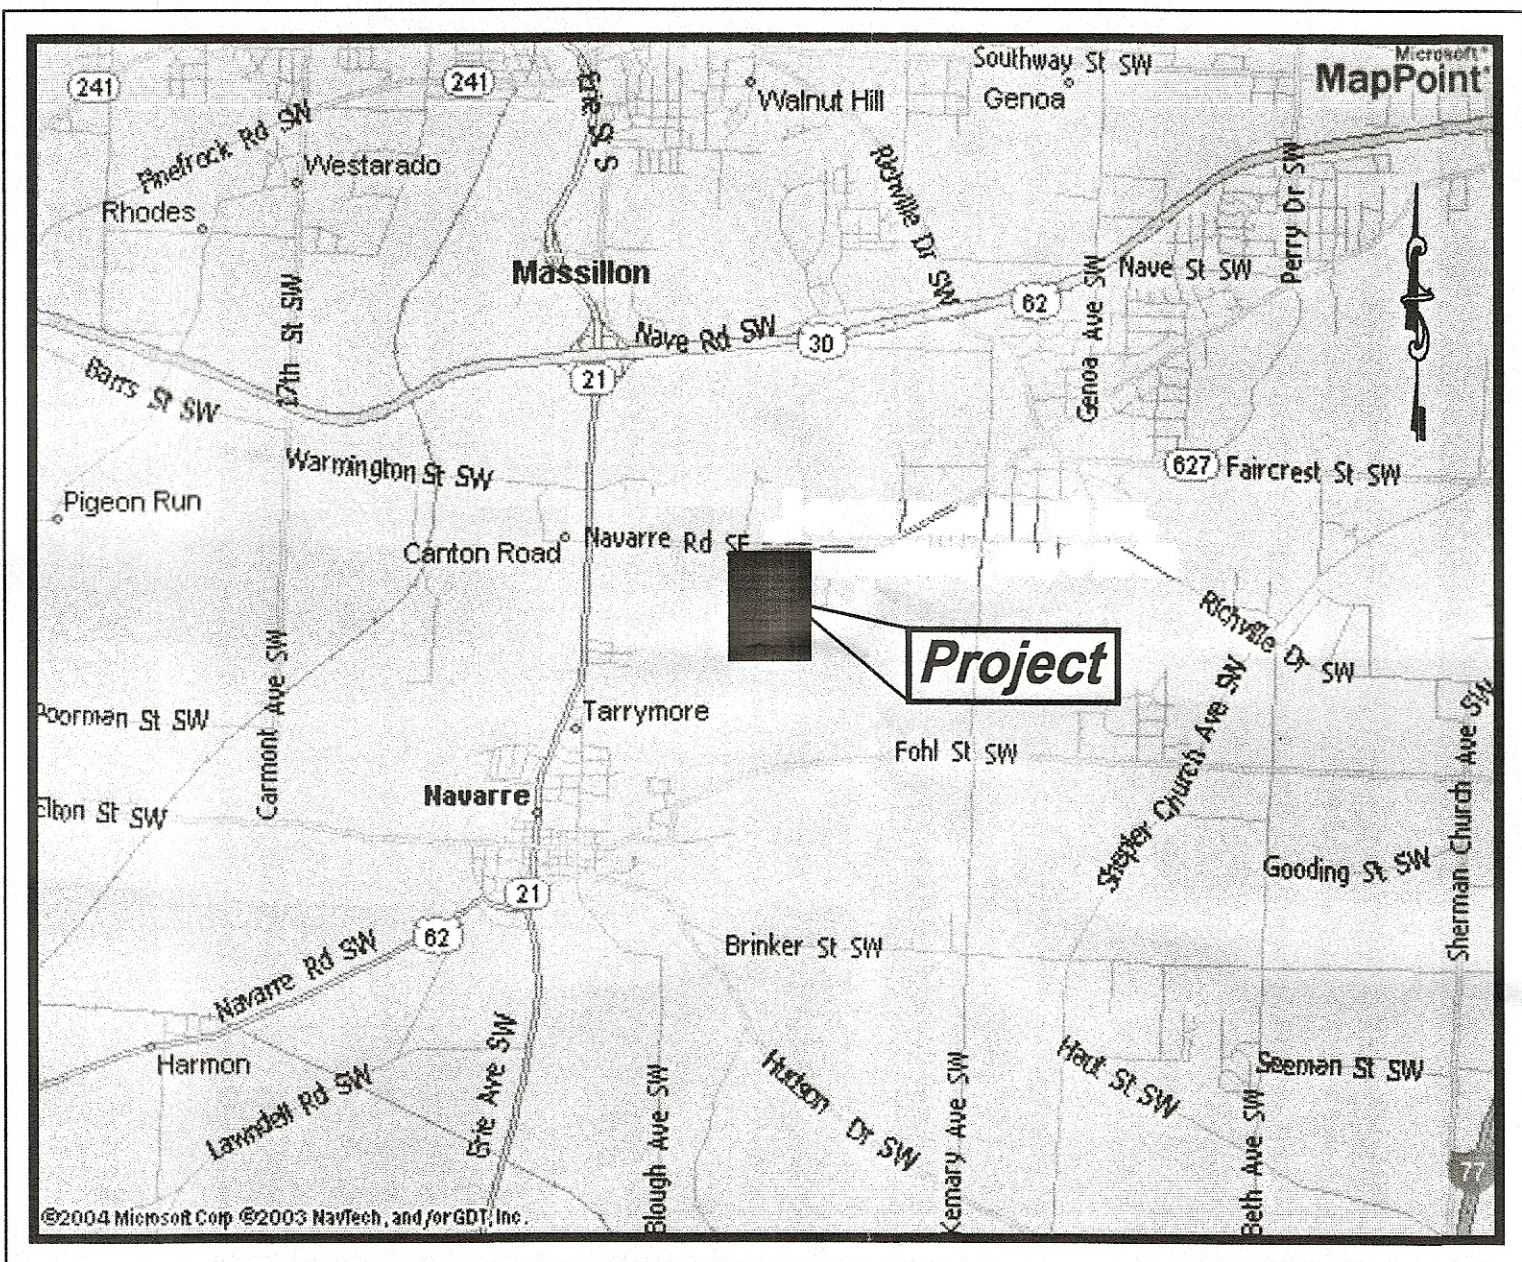 Microsoft®
MapPoint®
Southway St SW
241
241
Erie St S
Walnut Hill
Genoa
Finefrock Rd SW
Westarado
Richville Dr SW
Perry Dr SW
Rhodes
Massillon
Nave St SW
17th St SW
62
Genoa Ave SW
Nave Rd SW
30
21
Barrs St SW
Warmington St SW
627
Faircrest St SW
Pigeon Run
Canton Road
Navarre Rd SE
Richville Dr SW
Project
Carmont Ave SW
Poorman St SW
Tarrymore
Shepler Church Ave SW
Sherman Church Ave SW
Fohl St SW
Navarre
Elton St SW
Gooding St SW
21
62
Brinker St SW
Navarre Rd SW
Harmon
Erie Ave SW
Lawndell Rd SW
Blough Ave SW
Hudson Dr SW
Kemary Ave SW
Haut St SW
Seeman St SW
Beth Ave SW
77
©2004 Microsoft Corp ©2003 NavTech, and/or GDT, Inc.